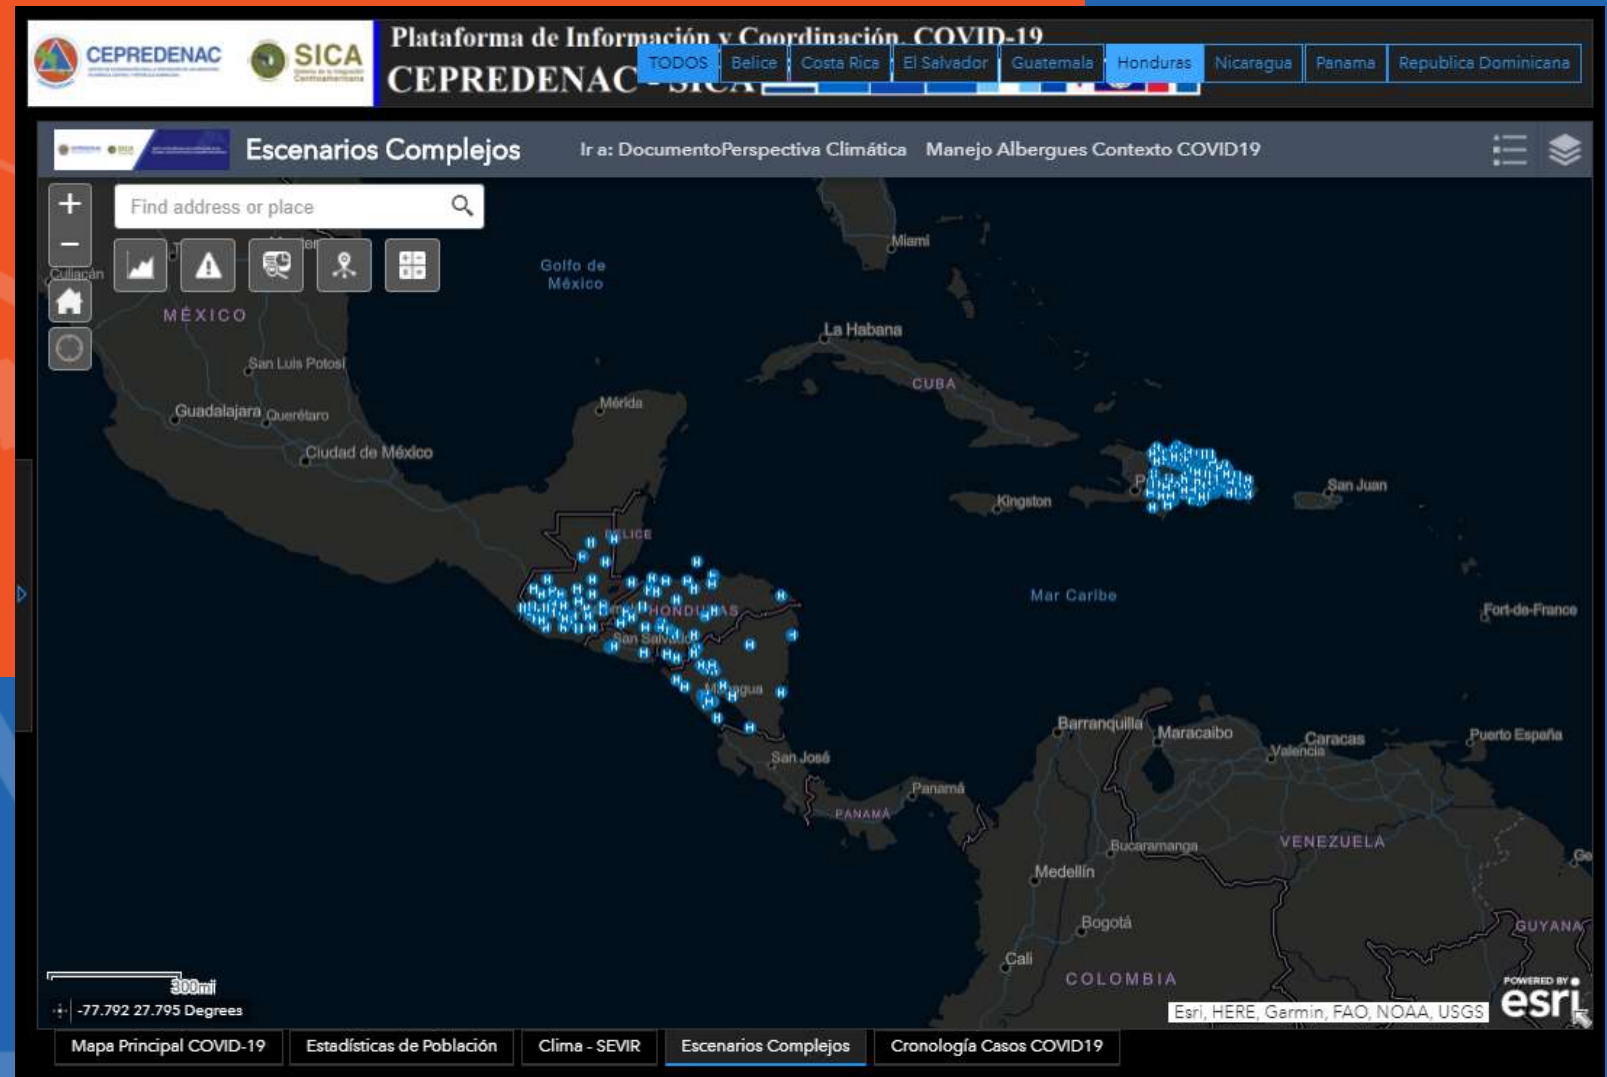 CEPREDENAC
SICA
Plataforma de Información y Coordinación. COVID-19
CEPREDENAC - SICA
TODOS
Belice
Costa Rica
El Salvador
Guatemala
Honduras
Nicaragua
Panama
Republica Dominicana
Escenarios Complejos
Ir a: DocumentoPerspectiva Climática
Manejo Albergues Contexto COVID19
+
Find address or place
−
Culiacán
MÉXICO
San Luis Potosí
Guadalajara
Querétaro
Ciudad de México
Golfo de
México
Mérida
Miami
La Habana
CUBA
Kingston
San Juan
BELICE
HONDURAS
San Salvador
Managua
San José
PANAMÁ
Panamá
Mar Caribe
Fort-de-France
Barranquilla
Maracaibo
Valencia
Caracas
Puerto España
Bucaramanga
VENEZUELA
Medellín
Bogotá
Cali
COLOMBIA
GUYANA
Ge
300mi
-77.792 27.795 Degrees
Esri, HERE, Garmin, FAO, NOAA, USGS
POWERED BY
esri
Mapa Principal COVID-19
Estadísticas de Población
Clima - SEVIR
Escenarios Complejos
Cronología Casos COVID19